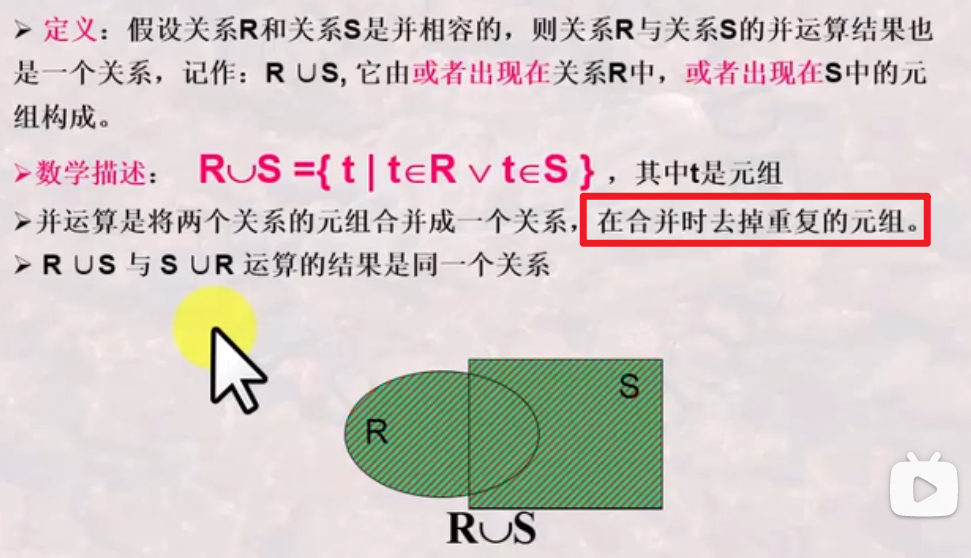 ➢ 定义：假设关系R和关系S是并相容的，则关系R与关系S的并运算结果也
是一个关系，记作：R ∪S, 它由或者出现在关系R中，或者出现在S中的元
组构成。
➢数学描述： R∪S ={ t | t∈R ∨ t∈S } ，其中t是元组
➢并运算是将两个关系的元组合并成一个关系，在合并时去掉重复的元组。
➢ R ∪S 与 S ∪R 运算的结果是同一个关系
S
R
R∪S